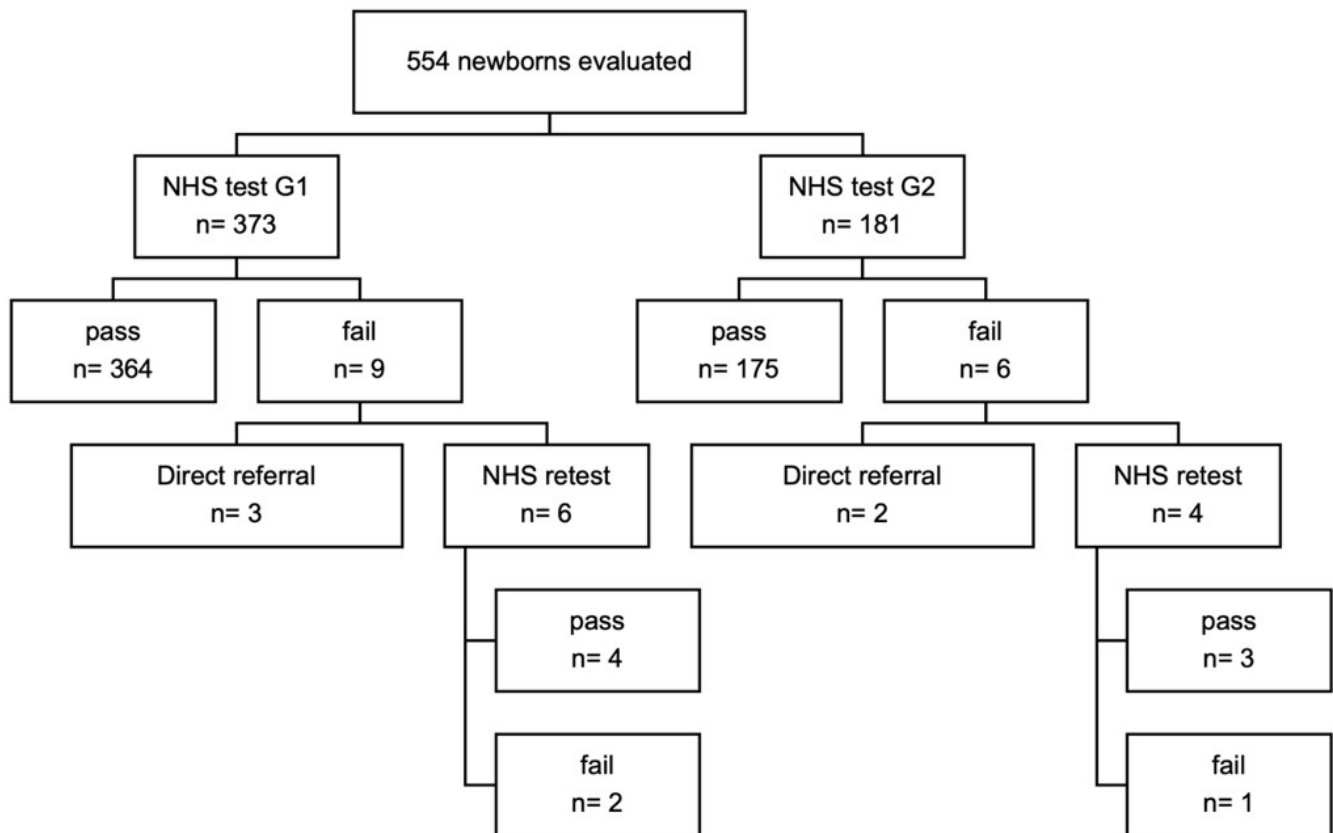 554 newborns evaluated
NHS test G1
n= 373
NHS test G2
n= 181
pass
n= 364
fail
n= 9
pass
n= 175
fail
n= 6
Direct referral
n= 3
NHS retest
n= 6
Direct referral
n= 2
NHS retest
n= 4
pass
n= 4
pass
n= 3
fail
n= 2
fail
n= 1